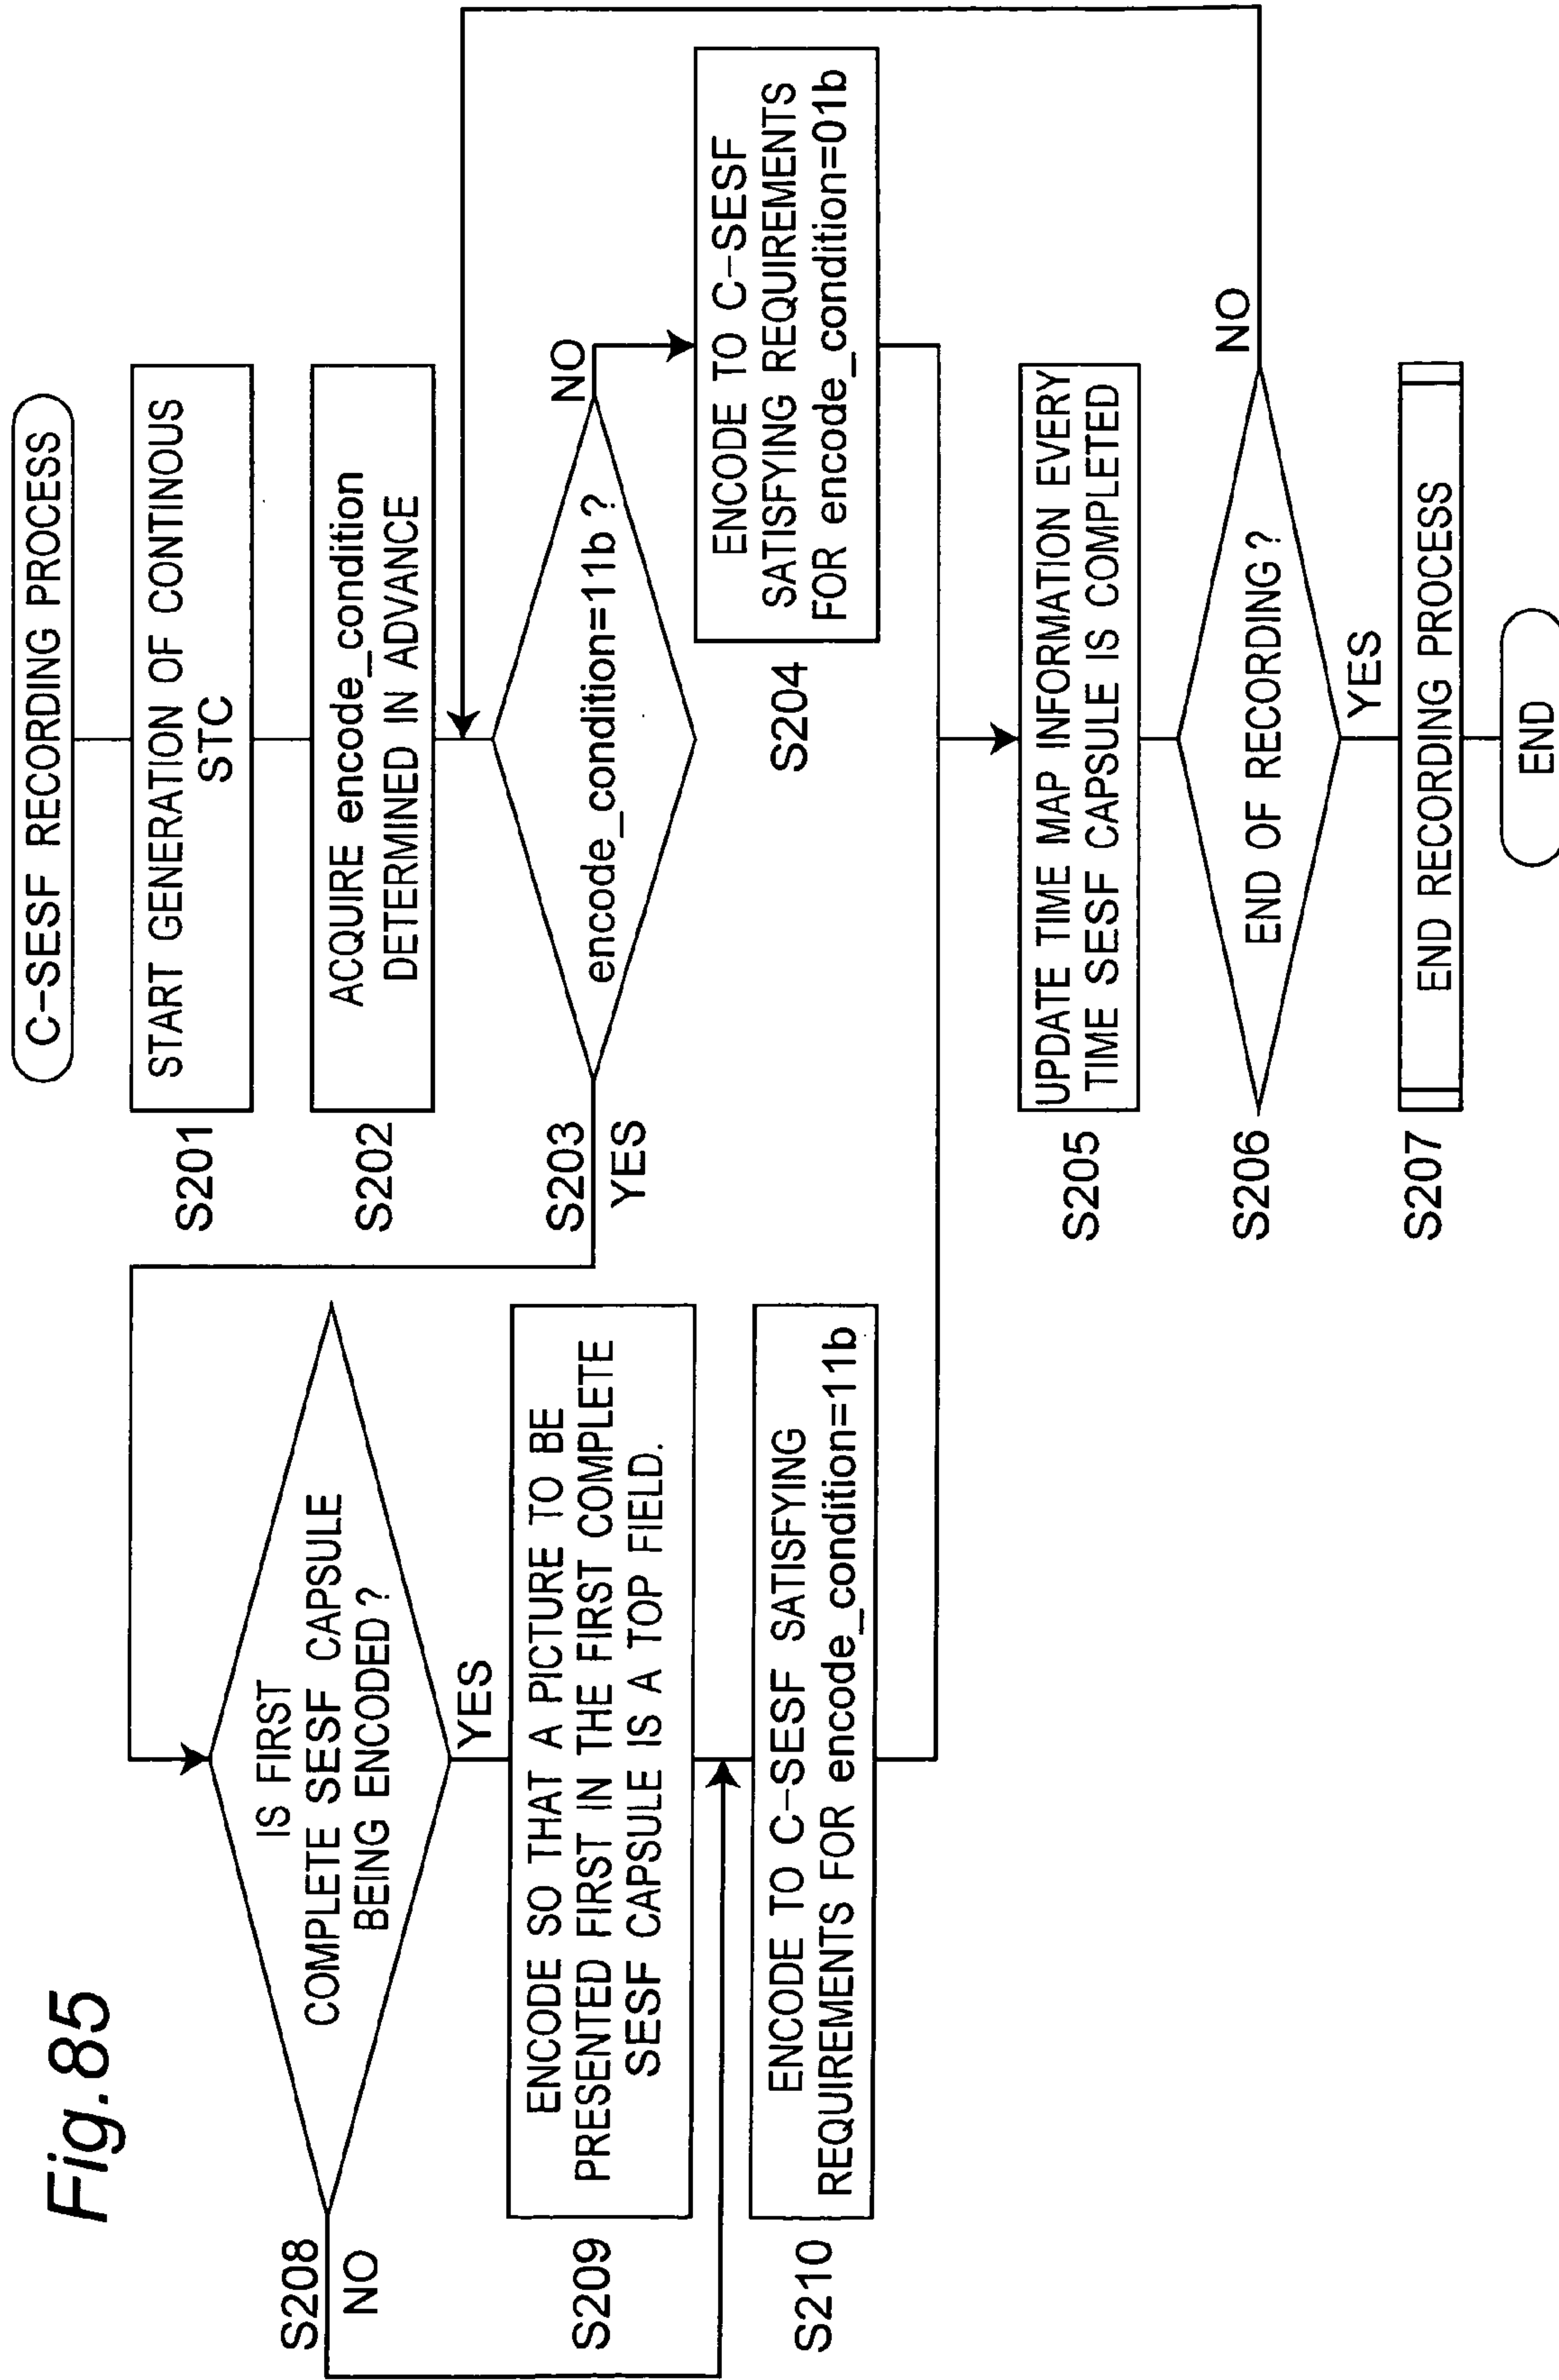 Fig.85
C-SESF RECORDING PROCESS
S201
START GENERATION OF CONTINOUS
STC
S202
ACQUIRE encode_condition
DETERMINED IN ADVANCE
S203
encode_condition=11b ?
YES
NO
S204
ENCODE TO C-SESF
SATISFYING REQUIREMENTS
FOR encode_condition=01b
S208
IS FIRST
COMPLETE SESF CAPSULE
BEING ENCODED ?
NO
YES
S209
ENCODE SO THAT A PICTURE TO BE
PRESENTED FIRST IN THE FIRST COMPLETE
SESF CAPSULE IS A TOP FIELD.
S210
ENCODE TO C-SESF SATISFYING
REQUIREMENTS FOR encode_condition=11b
S205
UPDATE TIME MAP INFORMATION EVERY
TIME SESF CAPSULE IS COMPLETED
S206
END OF RECORDING ?
NO
YES
S207
END RECORDING PROCESS
END